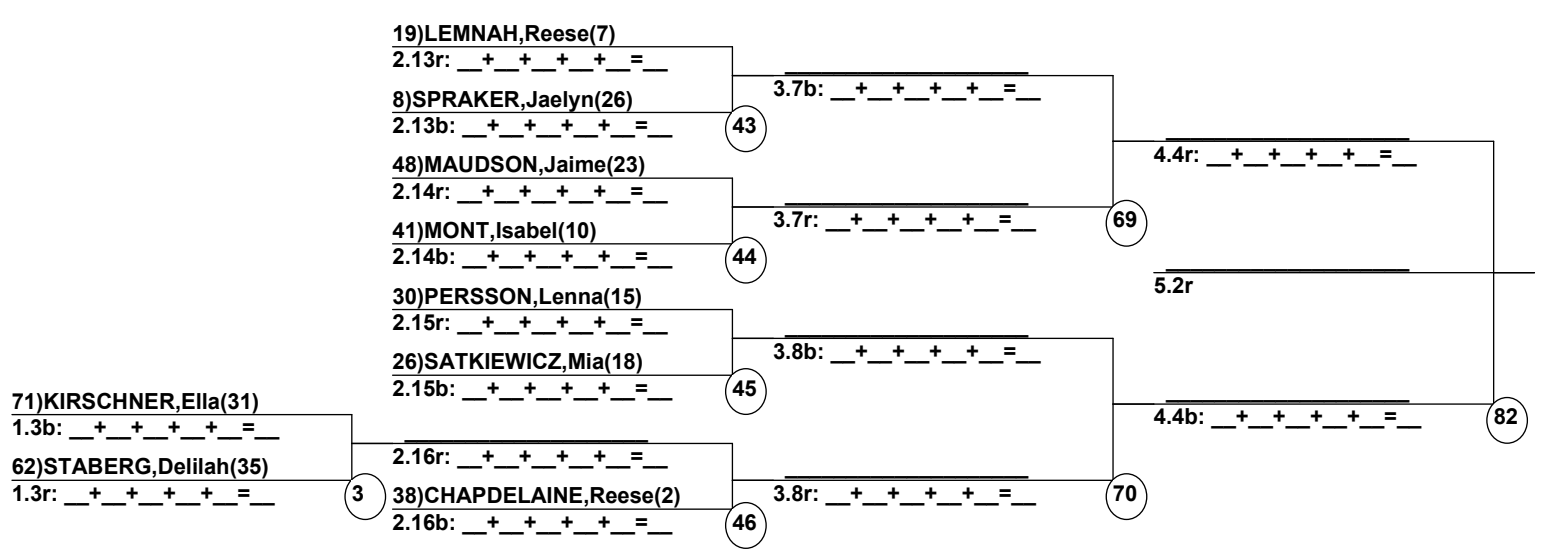 19)LEMNAH,Reese(7)
2.13r: __+__+__+__+__=__
8)SPRAKER,Jaelyn(26)
2.13b: __+__+__+__+__=__
43
48)MAUDSON,Jaime(23)
2.14r: __+__+__+__+__=__
41)MONT,Isabel(10)
2.14b: __+__+__+__+__=__
44
30)PERSSON,Lenna(15)
2.15r: __+__+__+__+__=__
26)SATKIEWICZ,Mia(18)
2.15b: __+__+__+__+__=__
45
71)KIRSCHNER,Ella(31)
1.3b: __+__+__+__+__=__
62)STABERG,Delilah(35)
1.3r: __+__+__+__+__=__
3
2.16r: __+__+__+__+__=__
38)CHAPDELAINE,Reese(2)
2.16b: __+__+__+__+__=__
46
3.7b: __+__+__+__+__=__
3.7r: __+__+__+__+__=__
69
3.8b: __+__+__+__+__=__
3.8r: __+__+__+__+__=__
70
4.4r: __+__+__+__+__=__
5.2r
4.4b: __+__+__+__+__=__
82